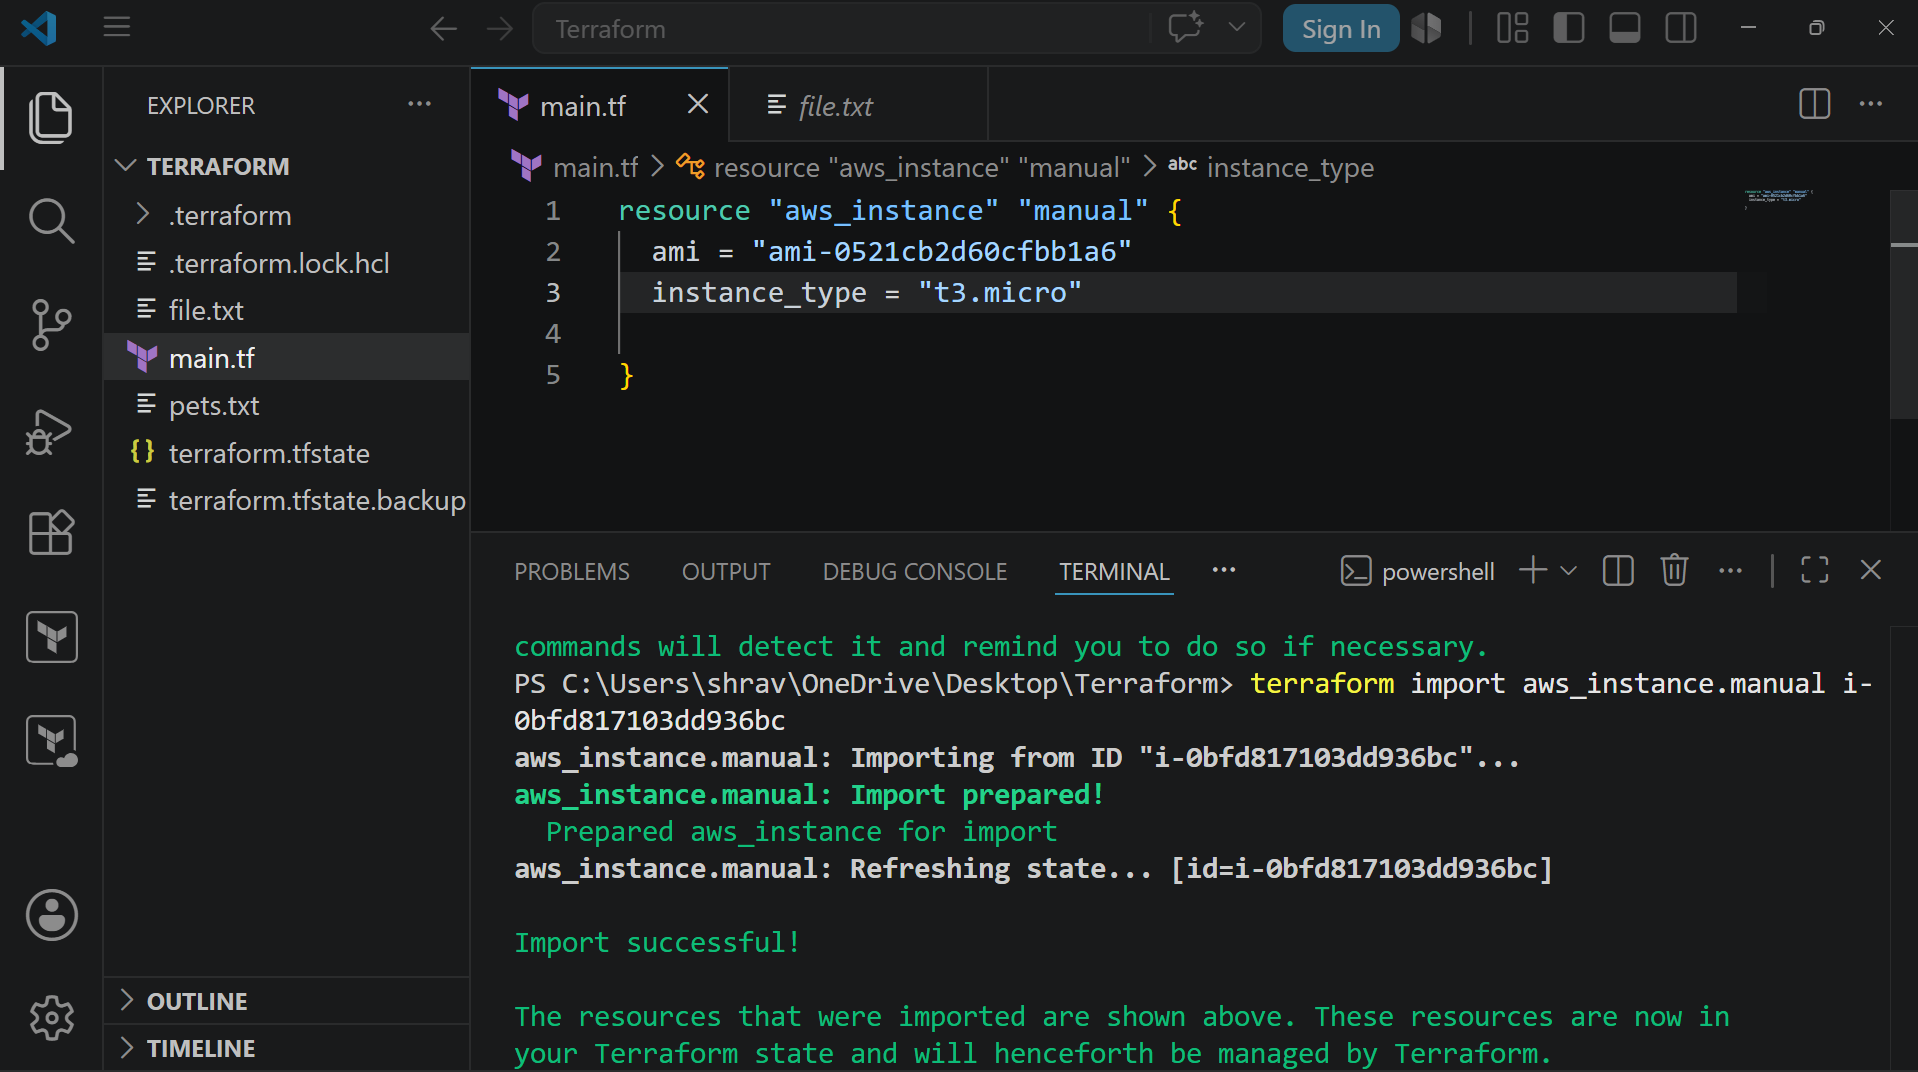 Terraform
Sign In
EXPLORER
TERRAFORM
.terraform
.terraform.lock.hcl
file.txt
main.tf
pets.txt
{} terraform.tfstate
terraform.tfstate.backup
OUTLINE
TIMELINE
main.tf
file.txt
main.tf > resource "aws_instance" "manual" > abc instance_type
1 resource "aws_instance" "manual" {
2 ami = "ami-0521cb2d60cfbb1a6"
3 instance_type = "t3.micro"
4
5 }
PROBLEMS OUTPUT DEBUG CONSOLE TERMINAL ... powershell
commands will detect it and remind you to do so if necessary.
PS C:\Users\shrav\OneDrive\Desktop\Terraform> terraform import aws_instance.manual i-
0bfd817103dd936bc
aws_instance.manual: Importing from ID "i-0bfd817103dd936bc"...
aws_instance.manual: Import prepared!
Prepared aws_instance for import
aws_instance.manual: Refreshing state... [id=i-0bfd817103dd936bc]
Import successful!
The resources that were imported are shown above. These resources are now in
your Terraform state and will henceforth be managed by Terraform.